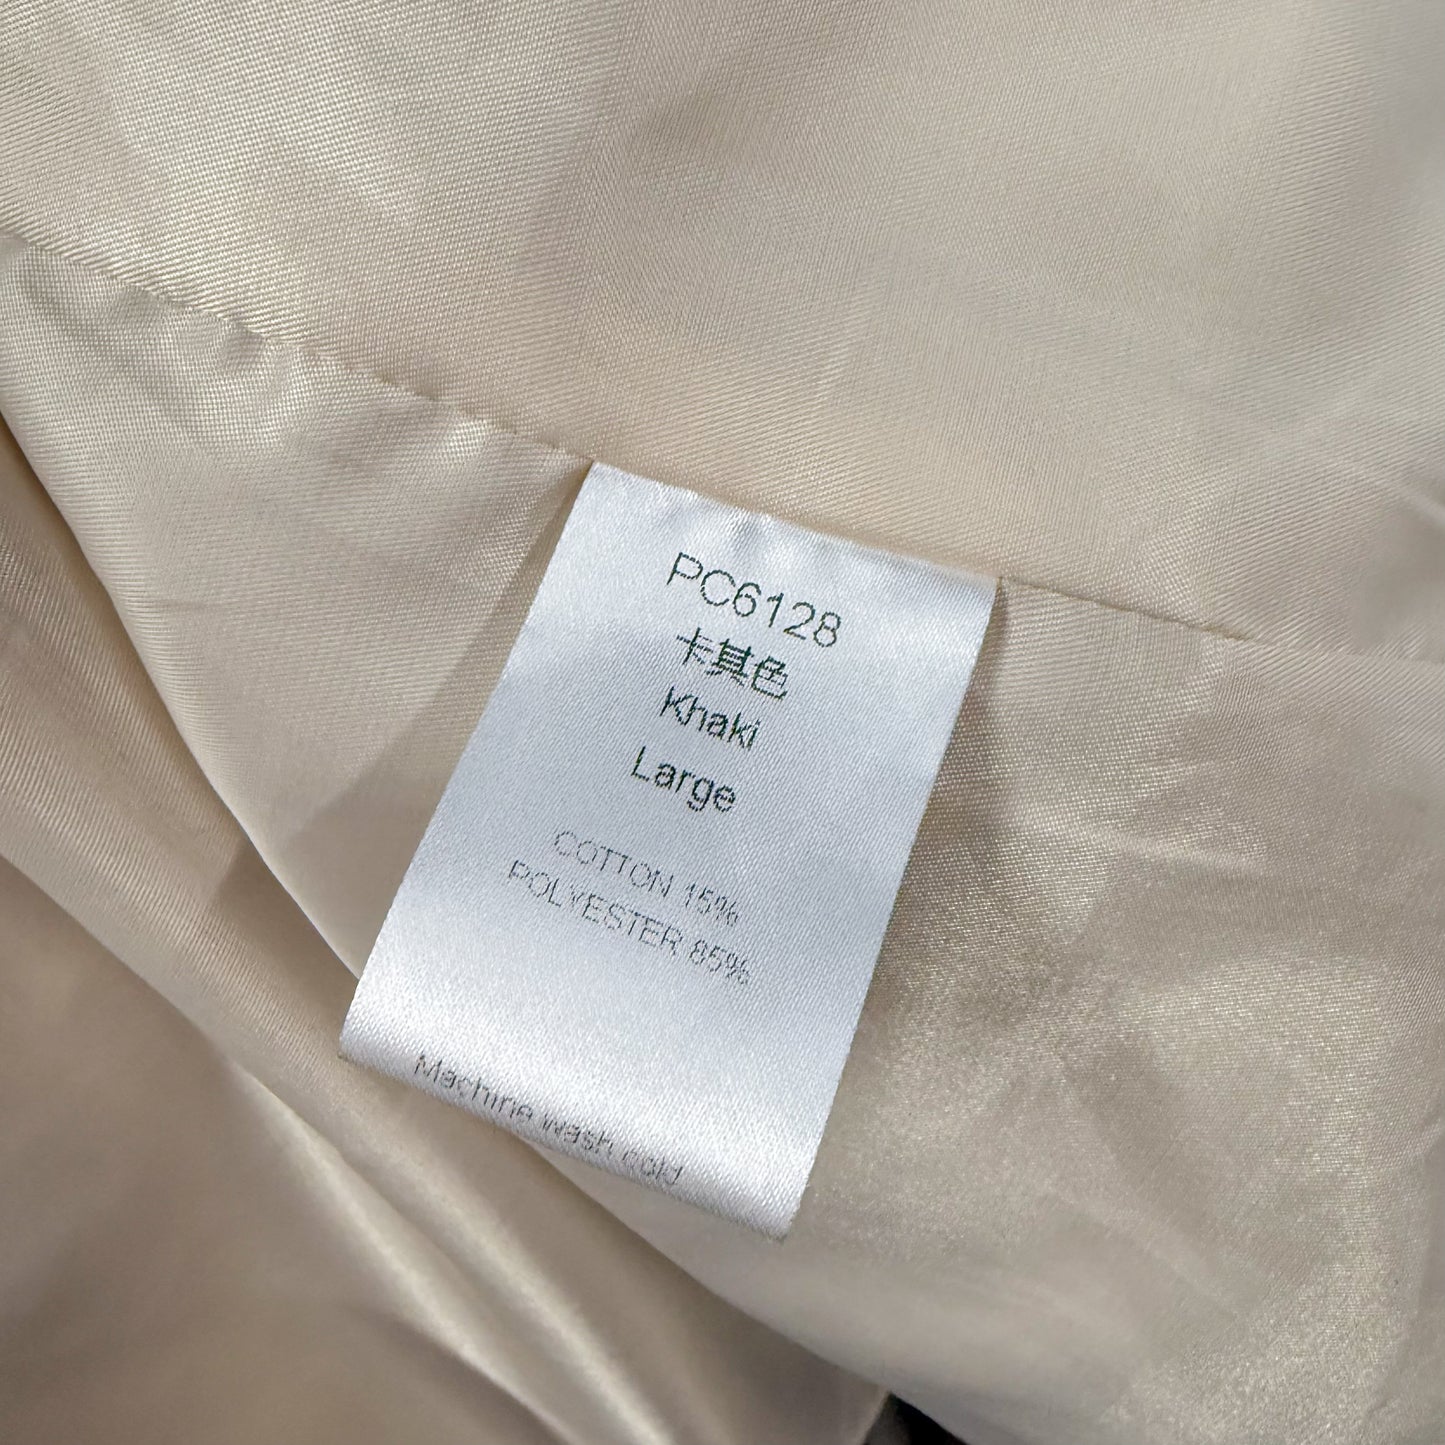 PC6128
卡其色
Khaki
Large
COTTON 15%
POLYESTER 85%
Machine wash cold